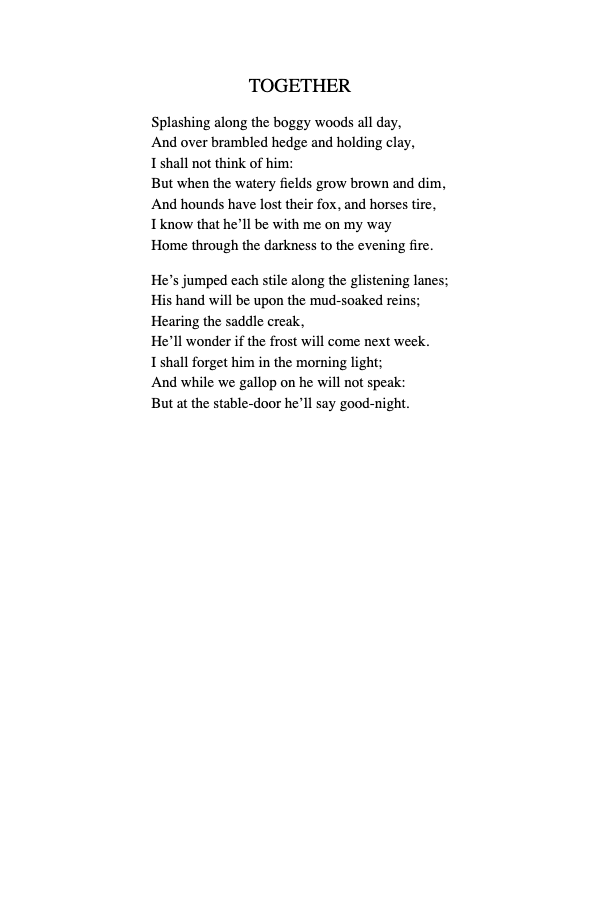 TOGETHER
Splashing along the boggy woods all day,
And over brambled hedge and holding clay,
I shall not think of him:
But when the watery fields grow brown and dim,
And hounds have lost their fox, and horses tire,
I know that he’ll be with me on my way
Home through the darkness to the evening fire.
He’s jumped each stile along the glistening lanes;
His hand will be upon the mud-soaked reins;
Hearing the saddle creak,
He’ll wonder if the frost will come next week.
I shall forget him in the morning light;
And while we gallop on he will not speak:
But at the stable-door he’ll say good-night.